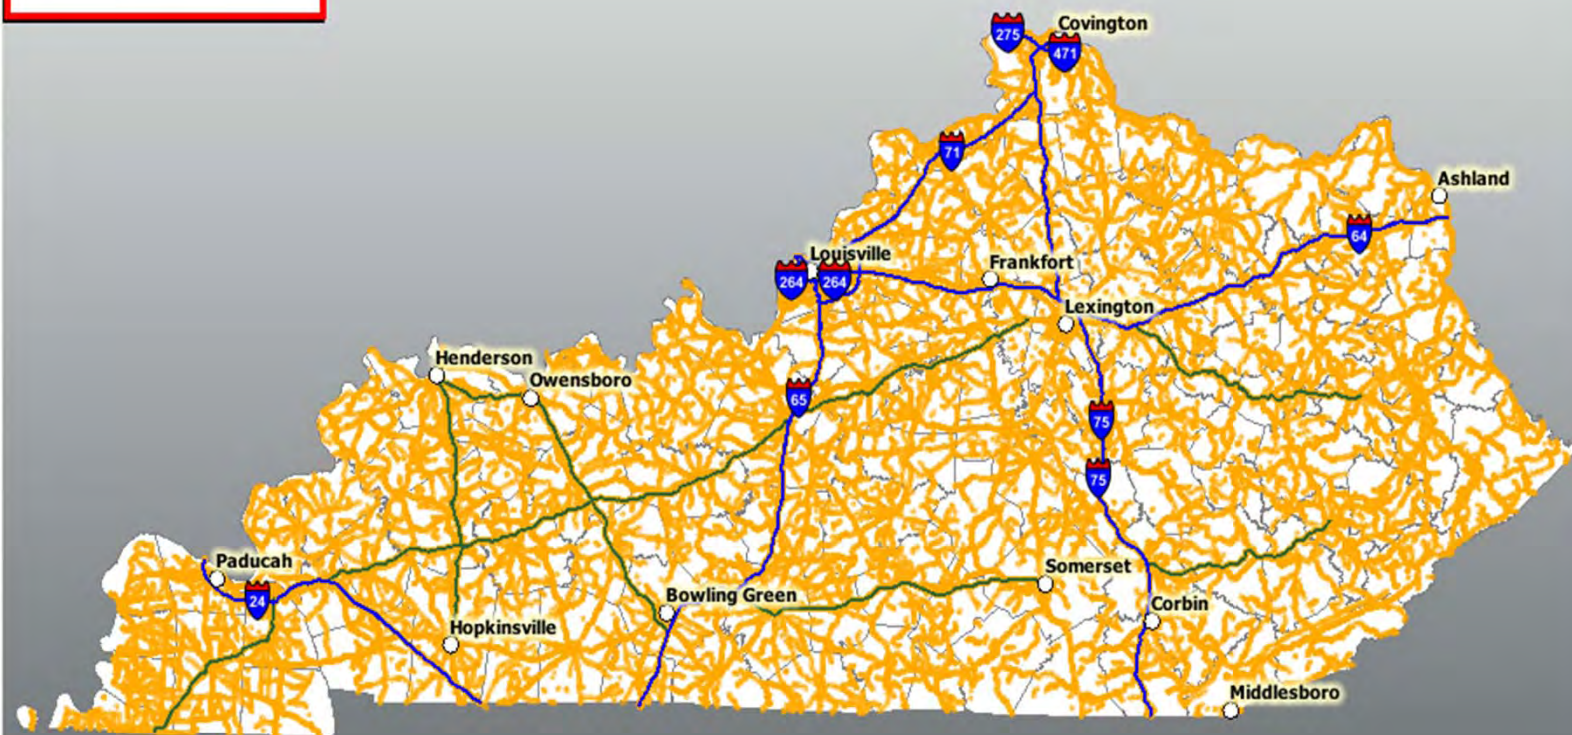 275
Covington
471
71
Ashland
64
Louisville
264
264
Frankfort
Lexington
Henderson
Owensboro
65
75
75
Paducah
24
Somerset
Bowling Green
Corbin
Hopkinsville
Middlesboro